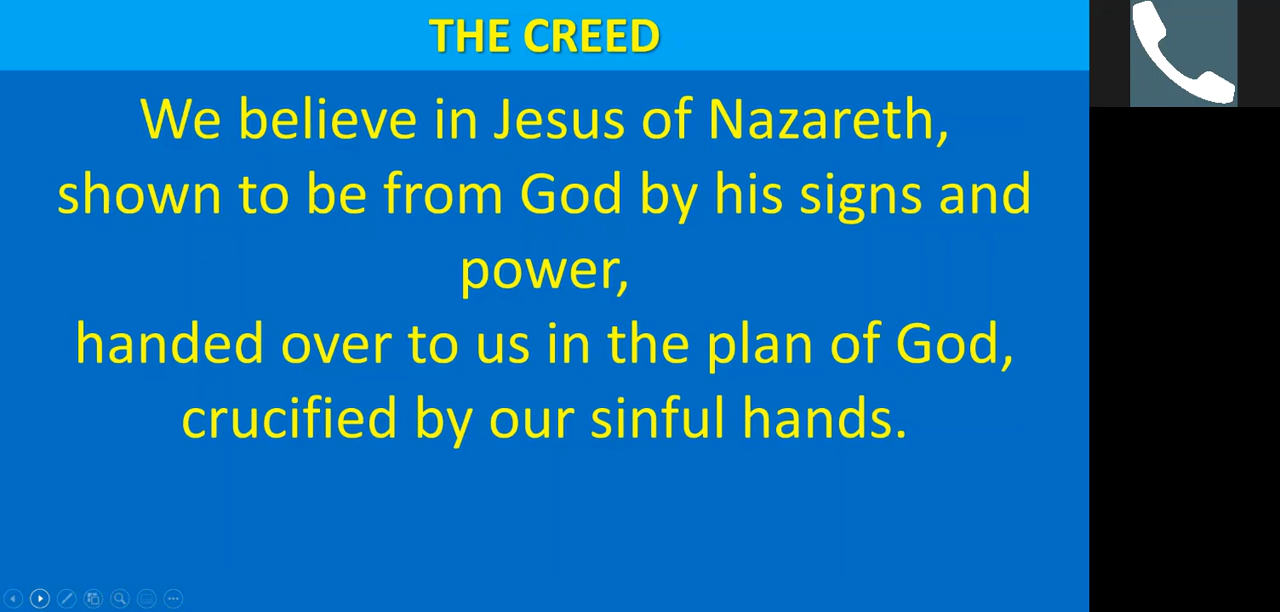 THE CREED
We believe in Jesus of Nazareth,
shown to be from God by his signs and
power,
handed over to us in the plan of God,
crucified by our sinful hands.